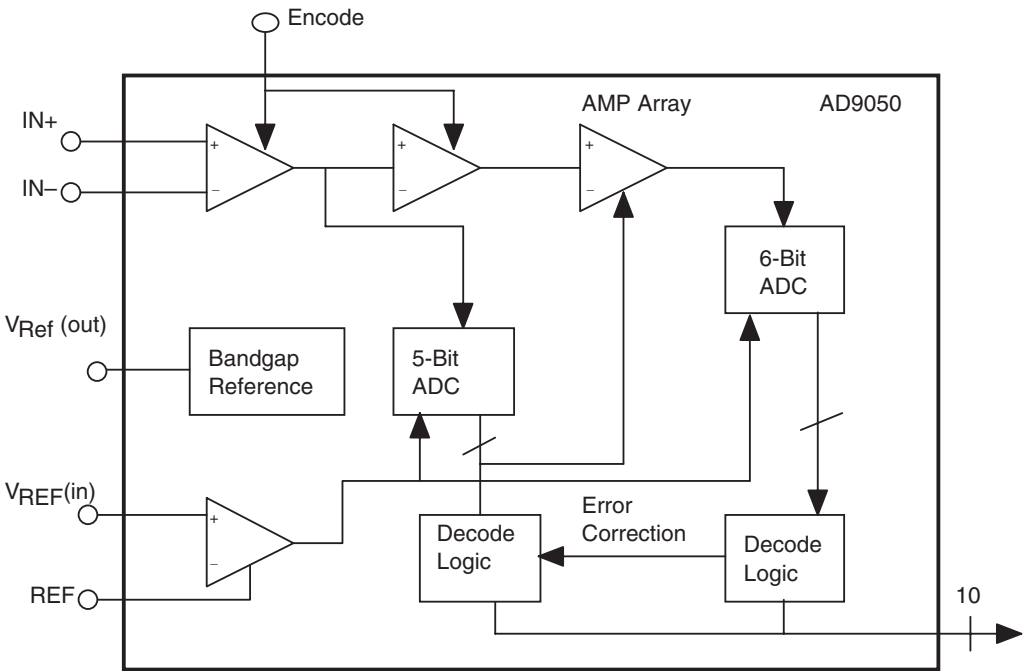 Encode
AMP Array
AD9050
IN+
+
+
+
IN–
–
–
–
6-Bit
ADC
VRef (out)
Bandgap
Reference
5-Bit
ADC
VREF(in)
+
Error
Correction
Decode
Logic
Decode
Logic
–
REF
10